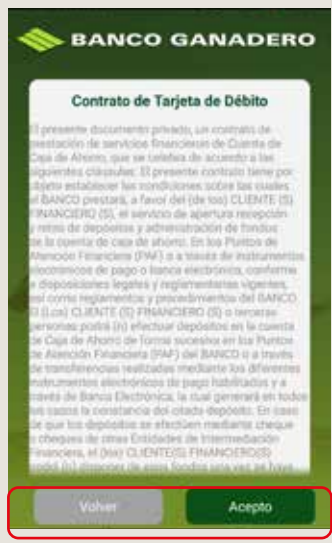 BANCO GANADERO
Contrato de Tarjeta de Débito
El presente documento privado, un contrato de
prestación de servicios financieros de Cuenta de
Caja de Ahorro, que se celebra de acuerdo a las
siguientes cláusulas: El presente contrato tiene por
objeto establecer las condiciones sobre las cuales
el BANCO prestará, a favor del (de los) CLIENTE (S)
FINANCIERO (S), el servicio de apertura recepción
y retiro de depósitos y administración de fondos
de la cuenta de caja de ahorro. En los Puntos de
Atención Financiera (PAF) o a través de instrumentos
electrónicos de pago o banca electrónica, conforme
a disposiciones legales y reglamentarias vigentes,
así como reglamentos y procedimientos del BANCO.
El (Los) CLIENTE (S) FINANCIERO (S) o terceras
personas podrá (n) efectuar depósitos en la cuenta
de Caja de Ahorro de forma sucesiva en los Puntos
de Atención Financiera (PAF) del BANCO o a través
de transferencias realizadas mediante los diferentes
instrumentos electrónicos de pago habilitados y a
través de Banca Electrónica, la cual generará en todos
los casos la constancia del citado depósito. En caso
de que los depósitos se efectúen mediante cheque
o cheques de otras Entidades de Intermediación
Financiera, el (los) CLIENTE(S) FINANCIERO(S)
podrá (n) disponer de esos fondos una vez se haya
Volver
Acepto